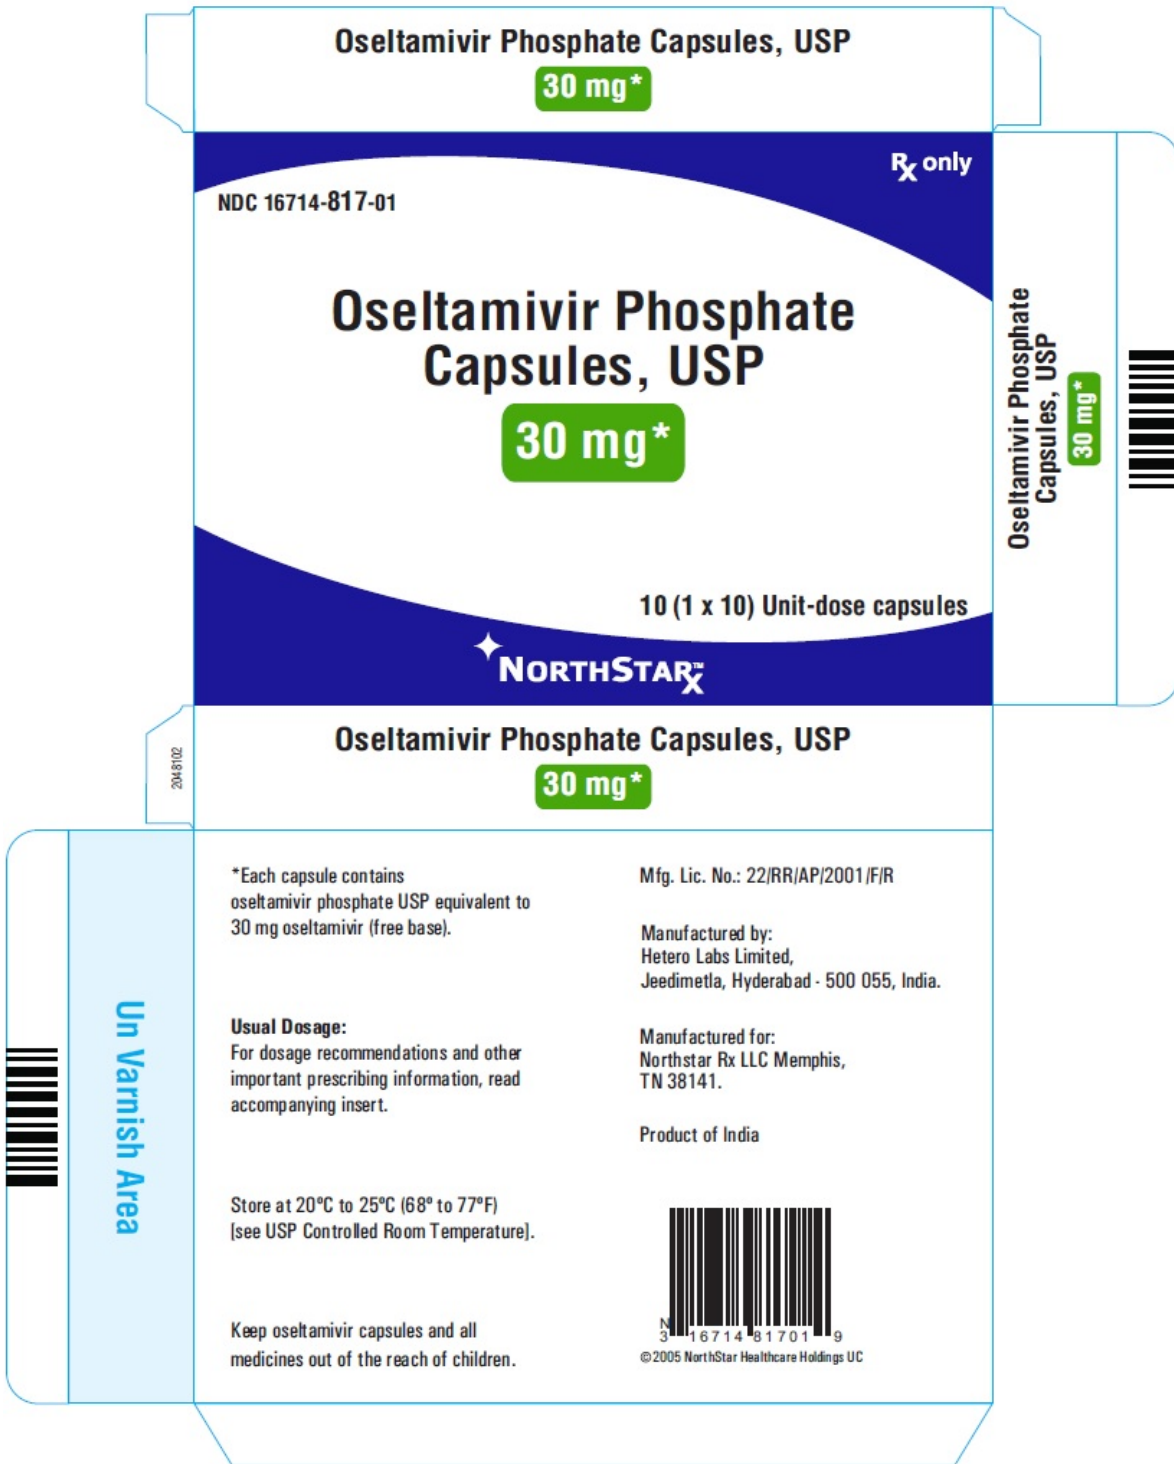 Oseltamivir Phosphate Capsules, USP
30 mg*
Rx only
NDC 16714-817-01
Oseltamivir Phosphate
Capsules, USP
30 mg*
10 (1 x 10) Unit-dose capsules
NORTHSTARx™
Oseltamivir Phosphate
Capsules, USP
30 mg*
Oseltamivir Phosphate Capsules, USP
30 mg*
2048102
Un Varnish Area
*Each capsule contains
oseltamivir phosphate USP equivalent to
30 mg oseltamivir (free base).
Usual Dosage:
For dosage recommendations and other
important prescribing information, read
accompanying insert.
Store at 20ºC to 25ºC (68º to 77ºF)
[see USP Controlled Room Temperature].
Keep oseltamivir capsules and all
medicines out of the reach of children.
Mfg. Lic. No.: 22/RR/AP/2001/F/R
Manufactured by:
Hetero Labs Limited,
Jeedimetla, Hyderabad - 500 055, India.
Manufactured for:
Northstar Rx LLC Memphis,
TN 38141.
Product of India
N
3 16714 81701 9
©2005 NorthStar Healthcare Holdings UC